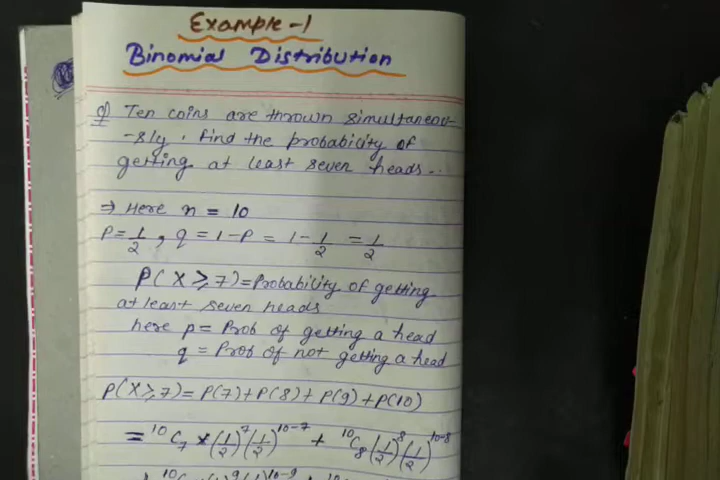 Example-1
Binomial Distribution
Q) Ten coins are thrown simultaneou-
-sly. find the probability of
getting at least seven heads..
⇒ Here n = 10
P = 1/2, q = 1 - P = 1 - 1/2 = 1/2
P(X ≥ 7) = Probability of getting
at least seven heads
here p = Prob of getting a head
q = Prob of not getting a head
P(X ≥ 7) = P(7) + P(8) + P(9) + P(10)
= ¹⁰C₇ × (1/2)⁷ (1/2)¹⁰⁻⁷ + ¹⁰C₈ (1/2)⁸ (1/2)¹⁰⁻⁸